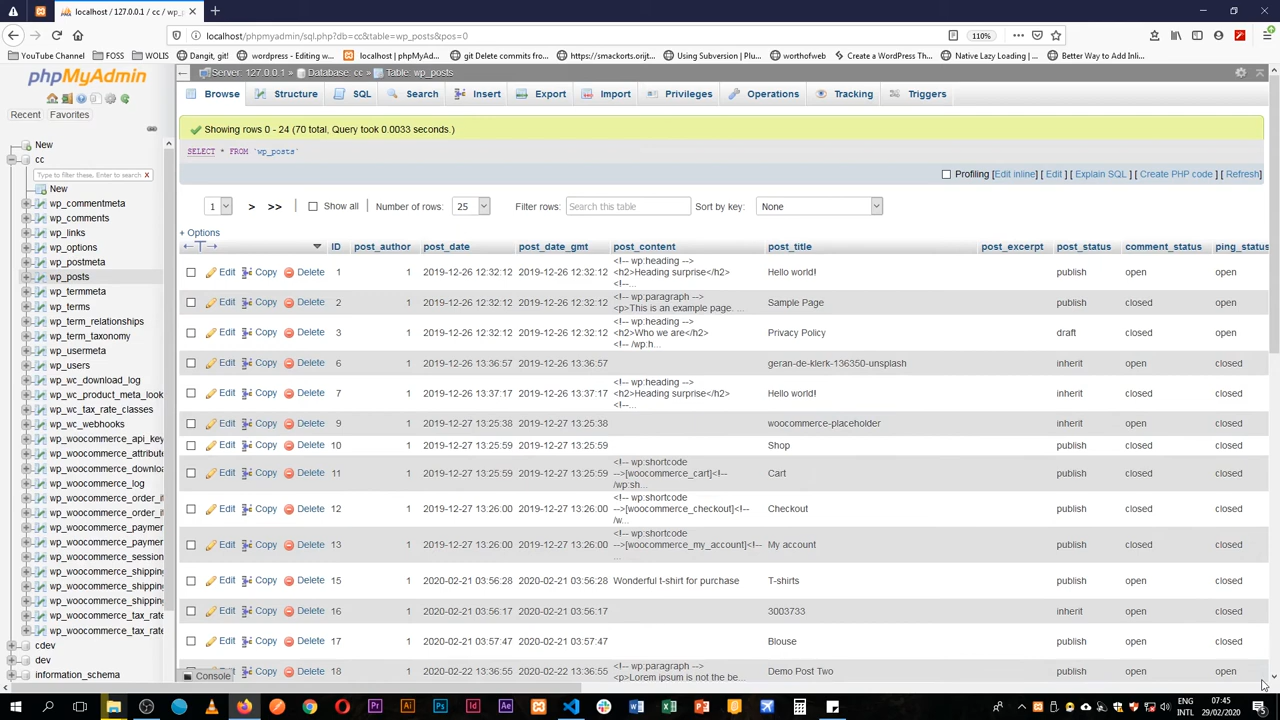 cc
localhost / 127.0.0.1 / cc / wp_p
localhost/phpmyadmin/sql.php?db=cc&table=wp_posts&pos=0
110%
YouTube Channel FOSS WOLIS Dangit, git! wordpress - Editing w... localhost | phpMyAd... git Delete commits fro... https://smackorts.orijt... Using Subversion | Plu... worthofweb Create a WordPress Th... Native Lazy Loading | ... Better Way to Add Inli...
phpMyAdmin
Recent Favorites
New
cc
Type to filter these, Enter to search X
New
wp_commentmeta
wp_comments
wp_links
wp_options
wp_postmeta
wp_posts
wp_termmeta
wp_terms
wp_term_relationships
wp_term_taxonomy
wp_usermeta
wp_users
wp_wc_download_log
wp_wc_product_meta_look
wp_wc_tax_rate_classes
wp_wc_webhooks
wp_woocommerce_api_key
wp_woocommerce_attribute
wp_woocommerce_downloa
wp_woocommerce_log
wp_woocommerce_order_it
wp_woocommerce_order_it
wp_woocommerce_payme
wp_woocommerce_payme
wp_woocommerce_session
wp_woocommerce_shippin
wp_woocommerce_shippin
wp_woocommerce_shippin
wp_woocommerce_tax_rate
wp_woocommerce_tax_rate
cdev
dev
information_schema
Server: 127.0.0.1 » Database: cc » Table: wp_posts
Browse Structure SQL Search Insert Export Import Privileges Operations Tracking Triggers
Showing rows 0 - 24 (70 total, Query took 0.0033 seconds.)
SELECT * FROM `wp_posts`
Profiling [Edit inline] [ Edit ] [ Explain SQL ] [ Create PHP code ] [ Refresh]
1 > >> Show all Number of rows: 25 Filter rows: Search this table Sort by key: None
+ Options
ID post_author post_date post_date_gmt post_content post_title post_excerpt post_status comment_status ping_status
<!-- wp:heading -->
Edit Copy Delete 1 1 2019-12-26 12:32:12 2019-12-26 12:32:12 <h2>Heading surprise</h2> Hello world! publish open open
<!--...
<!-- wp:paragraph -->
Edit Copy Delete 2 1 2019-12-26 12:32:12 2019-12-26 12:32:12 <p>This is an example page. ... Sample Page publish closed open
<!-- wp:heading -->
Edit Copy Delete 3 1 2019-12-26 12:32:12 2019-12-26 12:32:12 <h2>Who we are</h2> Privacy Policy draft closed open
<!-- /wp:h...
Edit Copy Delete 6 1 2019-12-26 13:36:57 2019-12-26 13:36:57 geran-de-klerk-136350-unsplash inherit open closed
<!-- wp:heading -->
Edit Copy Delete 7 1 2019-12-26 13:37:17 2019-12-26 13:37:17 <h2>Heading surprise</h2> Hello world! inherit closed closed
<!--...
Edit Copy Delete 9 1 2019-12-27 13:25:38 2019-12-27 13:25:38 woocommerce-placeholder inherit open closed
Edit Copy Delete 10 1 2019-12-27 13:25:59 2019-12-27 13:25:59 Shop publish closed closed
<!-- wp:shortcode
Edit Copy Delete 11 1 2019-12-27 13:25:59 2019-12-27 13:25:59 -->[woocommerce_cart]<!-- Cart publish closed closed
/wp:sh...
<!-- wp:shortcode
Edit Copy Delete 12 1 2019-12-27 13:26:00 2019-12-27 13:26:00 -->[woocommerce_checkout]<!-- Checkout publish closed closed
/w...
<!-- wp:shortcode
Edit Copy Delete 13 1 2019-12-27 13:26:00 2019-12-27 13:26:00 -->[woocommerce_my_account]<!-- My account publish closed closed
...
Edit Copy Delete 15 1 2020-02-21 03:56:28 2020-02-21 03:56:28 Wonderful t-shirt for purchase T-shirts publish open closed
Edit Copy Delete 16 1 2020-02-21 03:56:17 2020-02-21 03:56:17 3003733 inherit open closed
Edit Copy Delete 17 1 2020-02-21 03:57:47 2020-02-21 03:57:47 Blouse publish open closed
<!-- wp:paragraph -->
Edit Copy Delete 18 1 2020-02-22 13:36:55 2020-02-22 13:36:55 <p>Lorem ipsum is not the be... Demo Post Two publish open open
Console
ENG
INTL
07:45
29/02/2020